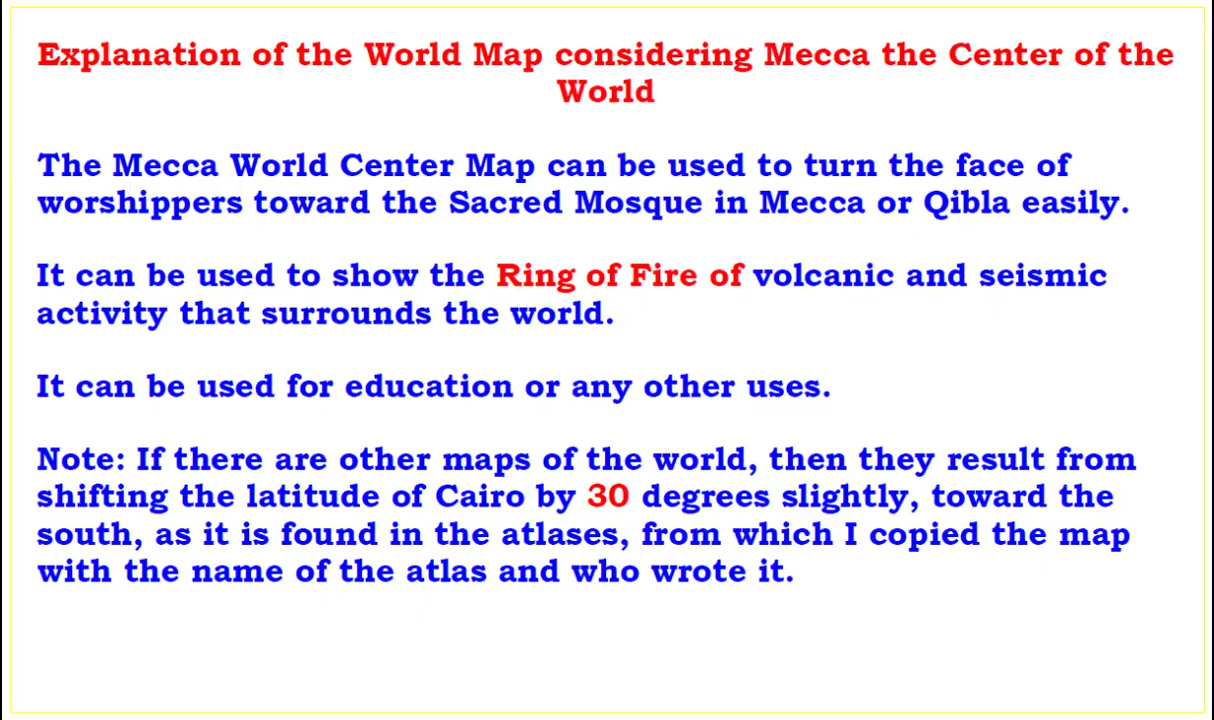 Explanation of the World Map considering Mecca the Center of the
World
The Mecca World Center Map can be used to turn the face of
worshippers toward the Sacred Mosque in Mecca or Qibla easily.
It can be used to show the Ring of Fire of volcanic and seismic
activity that surrounds the world.
It can be used for education or any other uses.
Note: If there are other maps of the world, then they result from
shifting the latitude of Cairo by 30 degrees slightly, toward the
south, as it is found in the atlases, from which I copied the map
with the name of the atlas and who wrote it.